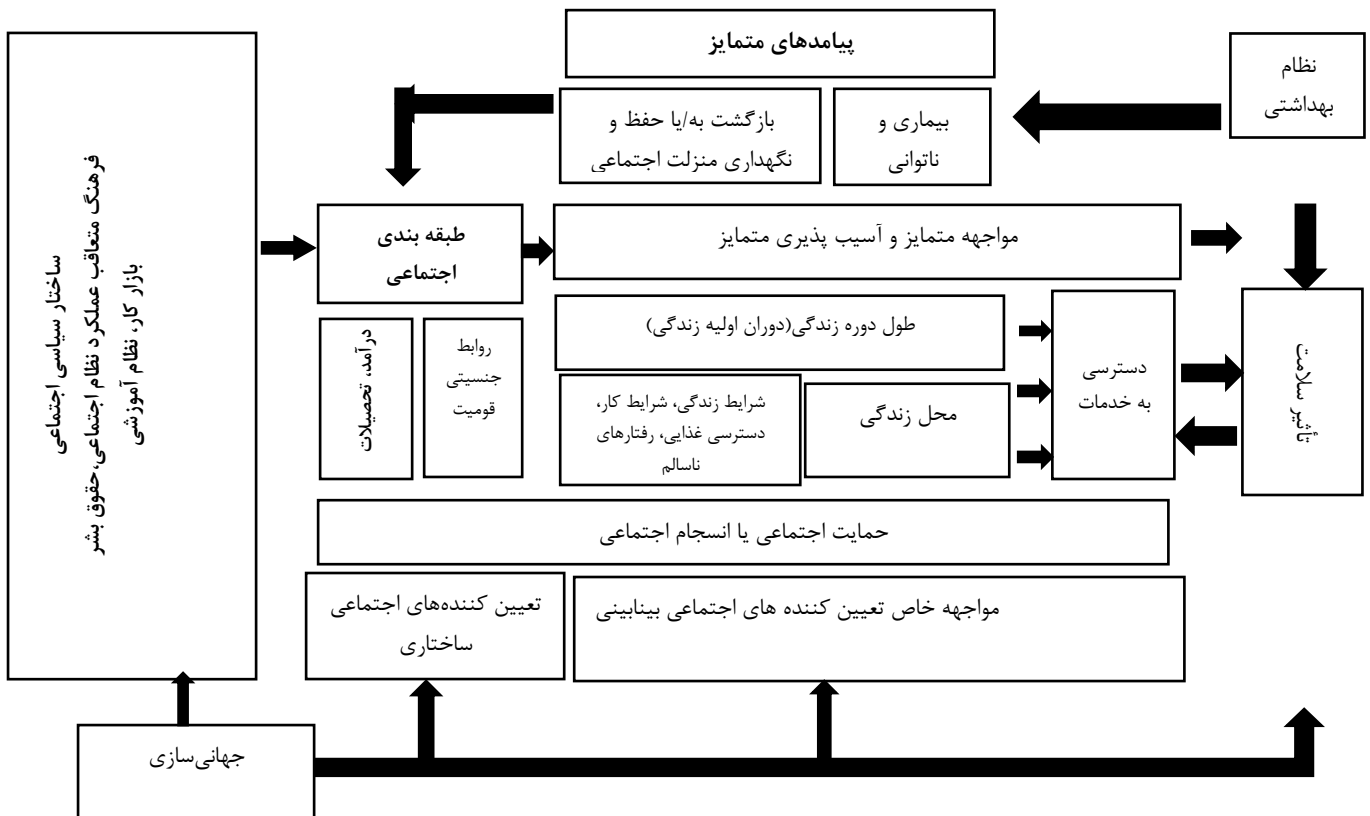 پیامدهای متمایز
نظام
بهداشتی
بیماری و
ناتوانی
بازگشت به/یا حفظ و
نگهداری منزلت اجتماعی
ساختار سیاسی اجتماعی
فرهنگ متعاقب عملکرد نظام اجتماعی،حقوق بشر
بازار کار، نظام آموزشی
طبقه بندی
اجتماعی
مواجهه متمایز و آسیب پذیری متمایز
طول دوره زندگی(دوران اولیه زندگی)
درآمد، تحصیلات
روابط
جنسیتی
قومیت
شرایط زندگی، شرایط کار،
دسترسی غذایی، رفتارهای
ناسالم
محل زندگی
دسترسی
به خدمات
تأثیر سلامت
حمایت اجتماعی یا انسجام اجتماعی
تعیین کننده‌های اجتماعی
ساختاری
مواجهه خاص تعیین کننده های اجتماعی بینابینی
جهانی‌سازی